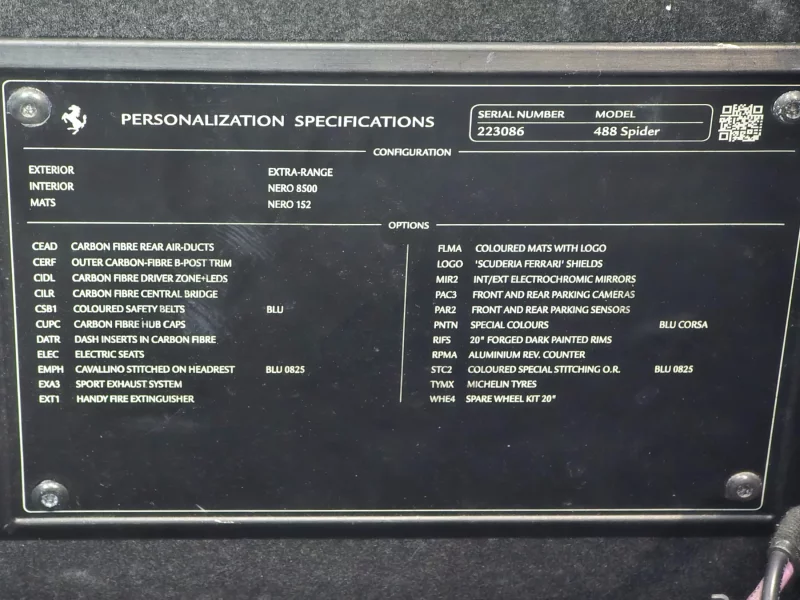 PERSONALIZATION SPECIFICATIONS
SERIAL NUMBER MODEL
223086 488 Spider
CONFIGURATION
EXTERIOR EXTRA-RANGE
INTERIOR NERO 8500
MATS NERO 152
OPTIONS
CEAD CARBON FIBRE REAR AIR-DUCTS
CERF OUTER CARBON-FIBRE B-POST TRIM
CIDL CARBON FIBRE DRIVER ZONE+LEDS
CILR CARBON FIBRE CENTRAL BRIDGE
CSB1 COLOURED SAFETY BELTS BLU
CUPC CARBON FIBRE HUB CAPS
DATR DASH INSERTS IN CARBON FIBRE
ELEC ELECTRIC SEATS
EMPH CAVALLINO STITCHED ON HEADREST BLU 0825
EXA3 SPORT EXHAUST SYSTEM
EXT1 HANDY FIRE EXTINGUISHER
FLMA COLOURED MATS WITH LOGO
LOGO 'SCUDERIA FERRARI' SHIELDS
MIR2 INT/EXT ELECTROCHROMIC MIRRORS
PAC3 FRONT AND REAR PARKING CAMERAS
PAR2 FRONT AND REAR PARKING SENSORS
PNTN SPECIAL COLOURS BLU CORSA
RIFS 20" FORGED DARK PAINTED RIMS
RPMA ALUMINIUM REV. COUNTER
STC2 COLOURED SPECIAL STITCHING O.R. BLU 0825
TYMX MICHELIN TYRES
WHE4 SPARE WHEEL KIT 20"